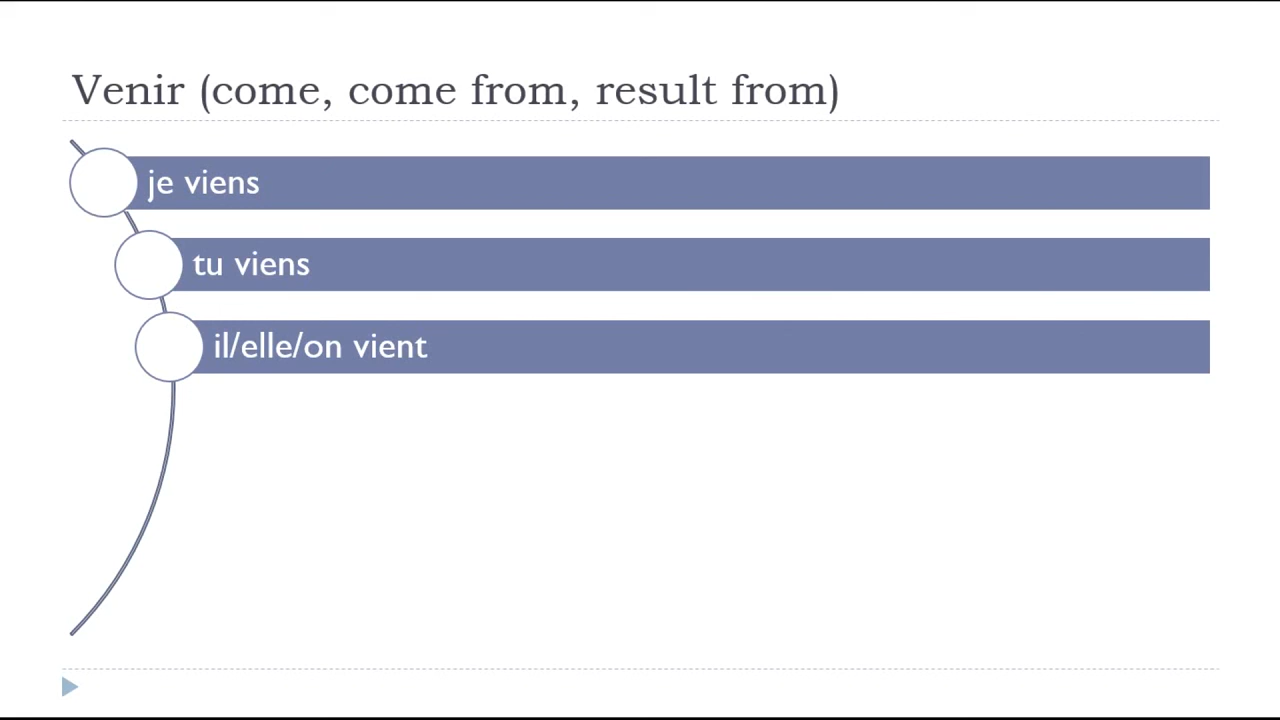 Venir (come, come from, result from)
je viens
tu viens
il/elle/on vient